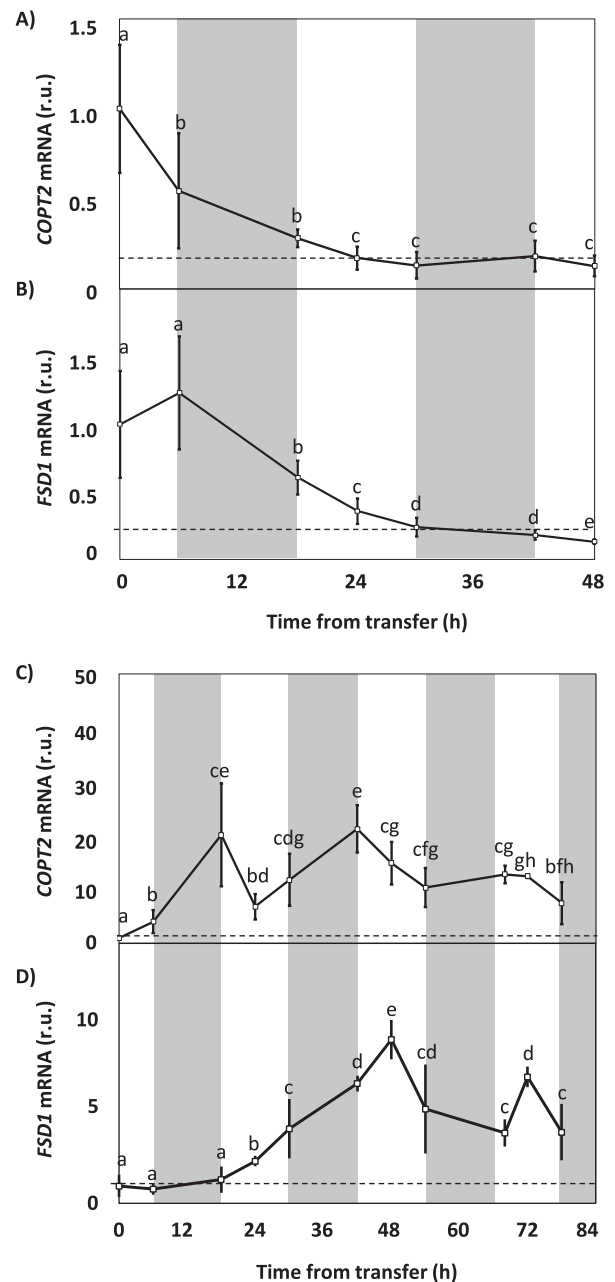 A)
COPT2 mRNA (r.u.)
1.5
1.0
0.5
0
a
b
b
c
c
c
c
B)
FSD1 mRNA (r.u.)
1.5
1.0
0.5
0
a
a
b
c
d
d
e
0 12 24 36 48
Time from transfer (h)
C)
COPT2 mRNA (r.u.)
50
40
30
20
10
0
a
b
ce
bd
cdg
e
cg
cfg
cg
gh
bfh
D)
FSD1 mRNA (r.u.)
10
5
0
a
a
a
b
c
d
e
cd
c
d
c
0 12 24 36 48 60 72 84
Time from transfer (h)